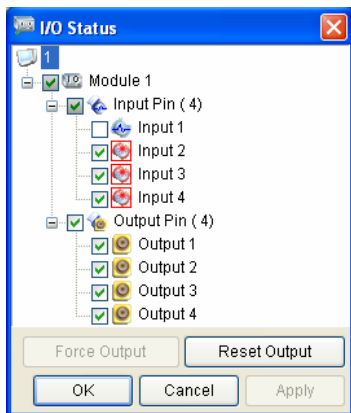 I/O Status
1
Module 1
Input Pin ( 4)
Input 1
Input 2
Input 3
Input 4
Output Pin ( 4)
Output 1
Output 2
Output 3
Output 4
Force Output
Reset Output
OK
Cancel
Apply